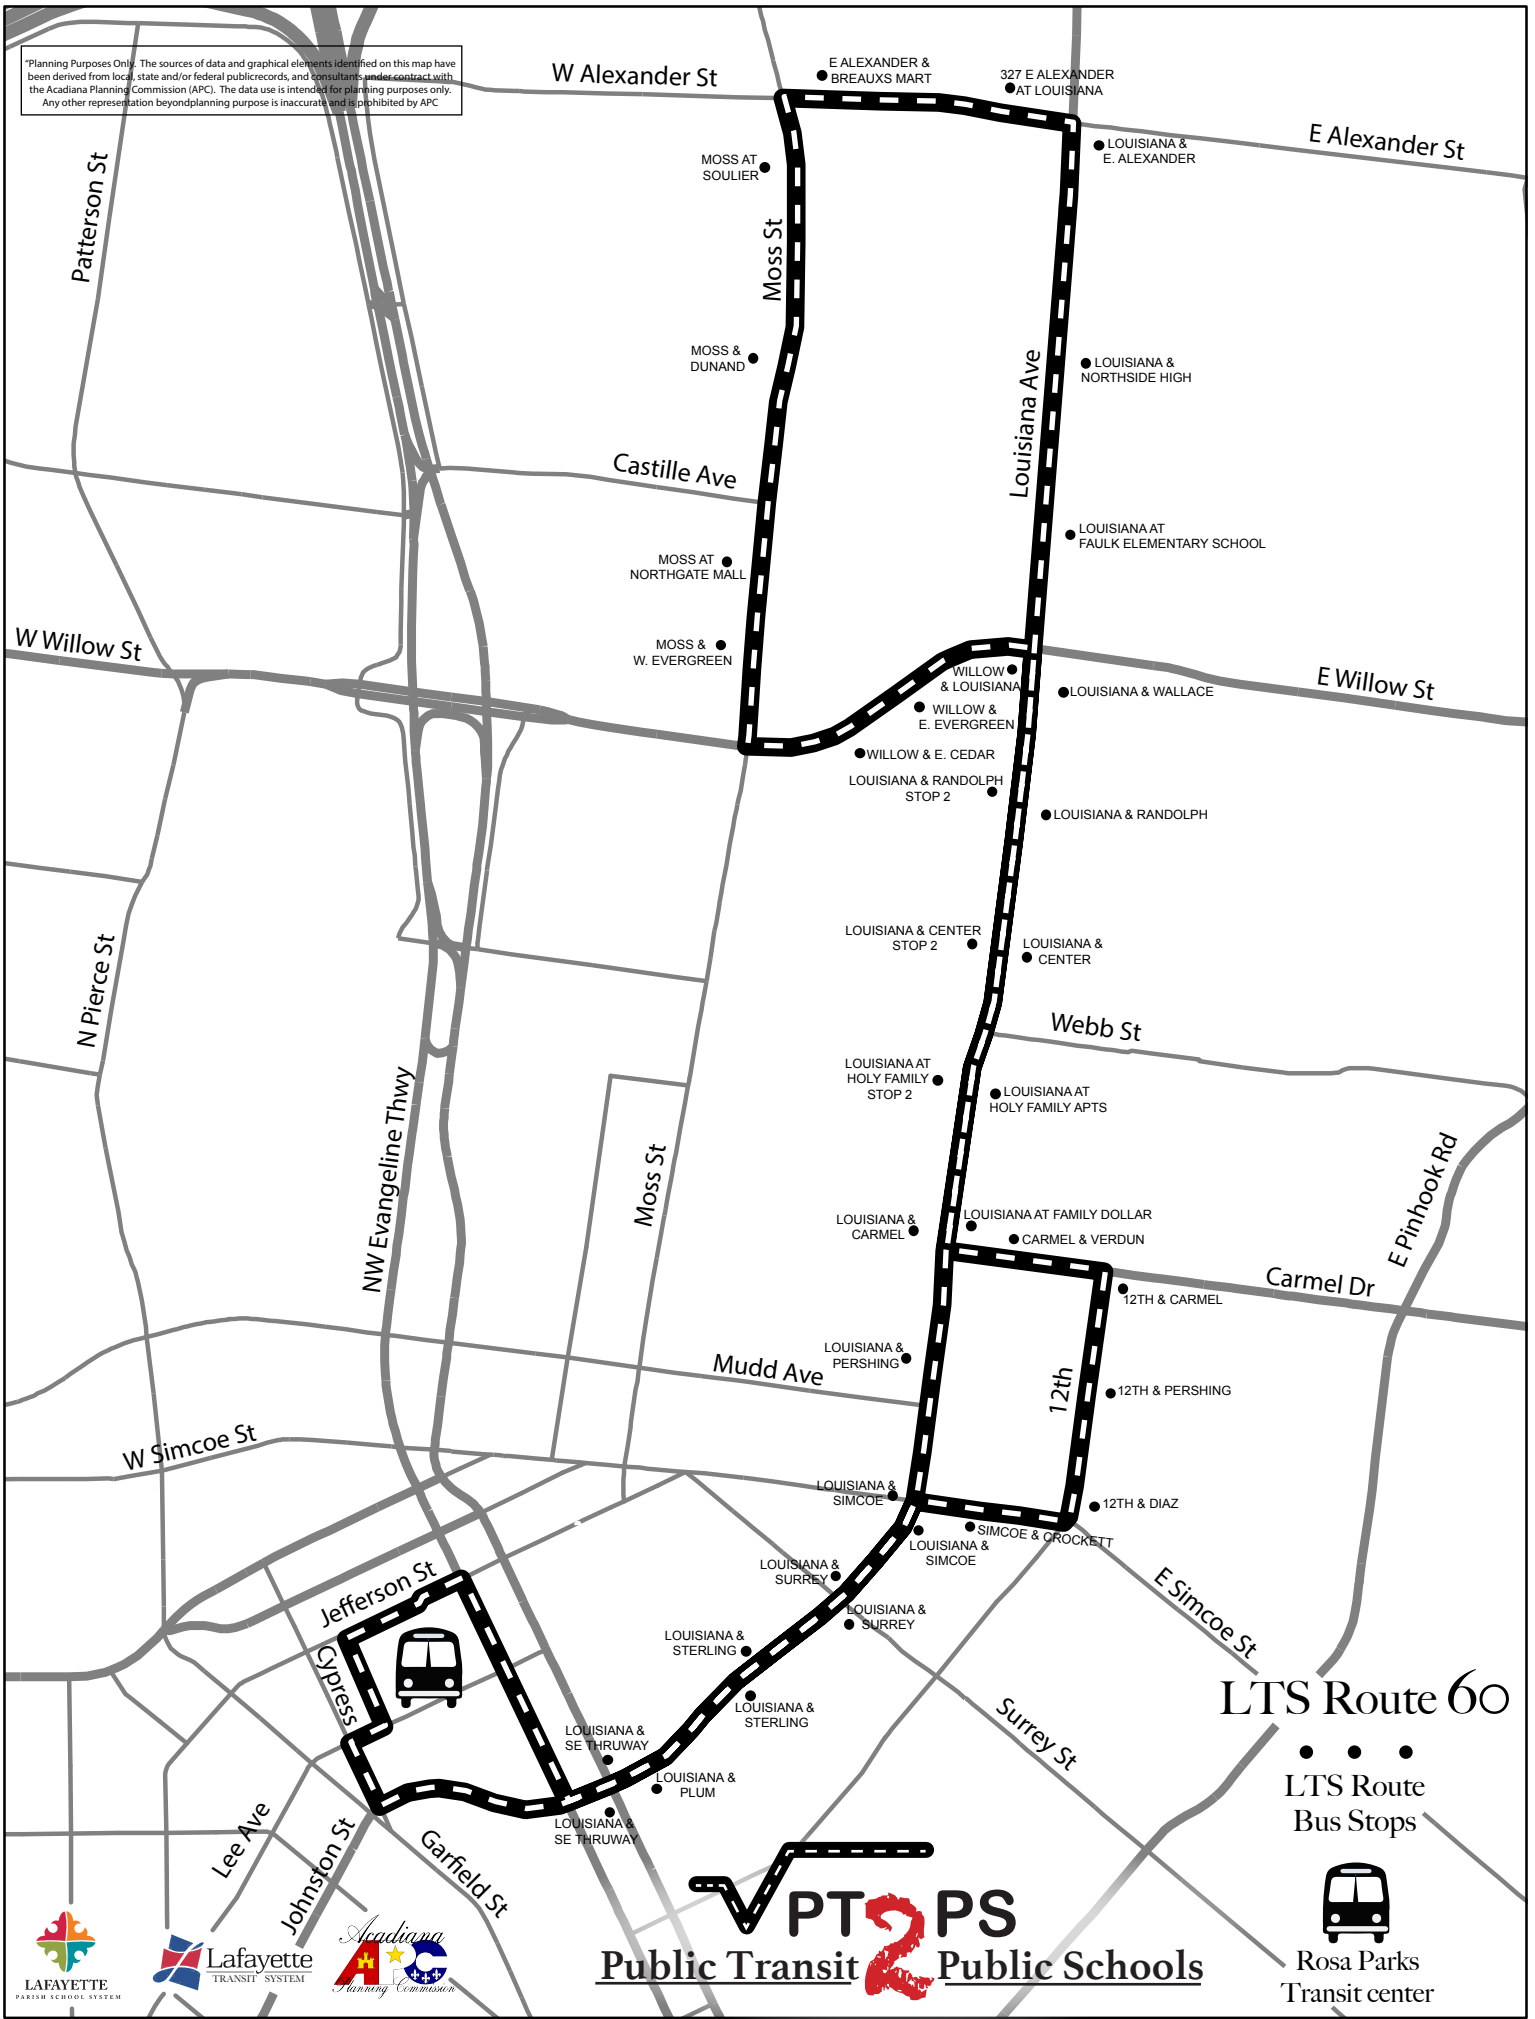 "Planning Purposes Only. The sources of data and graphical elements identified on this map have
been derived from local, state and/or federal publicrecords, and consultants under contract with
the Acadiana Planning Commission (APC). The data use is intended for planning purposes only.
Any other representation beyondplanning purpose is inaccurate and is prohibited by APC
W Alexander St
E ALEXANDER &
BREAUXS MART
327 E ALEXANDER
AT LOUISIANA
E Alexander St
LOUISIANA &
E. ALEXANDER
MOSS AT
SOULIER
Patterson St
Moss St
MOSS &
DUNAND
LOUISIANA &
NORTHSIDE HIGH
Louisiana Ave
Castille Ave
LOUISIANA AT
FAULK ELEMENTARY SCHOOL
MOSS AT
NORTHGATE MALL
W Willow St
MOSS &
W. EVERGREEN
WILLOW
& LOUISIANA
E Willow St
LOUISIANA & WALLACE
WILLOW &
E. EVERGREEN
WILLOW & E. CEDAR
LOUISIANA & RANDOLPH
STOP 2
LOUISIANA & RANDOLPH
LOUISIANA & CENTER
STOP 2
LOUISIANA &
CENTER
N Pierce St
Webb St
LOUISIANA AT
HOLY FAMILY
STOP 2
LOUISIANA AT
HOLY FAMILY APTS
NW Evangeline Thwy
Moss St
E Pinhook Rd
LOUISIANA &
CARMEL
LOUISIANA AT FAMILY DOLLAR
CARMEL & VERDUN
Carmel Dr
12TH & CARMEL
LOUISIANA &
PERSHING
Mudd Ave
12th
12TH & PERSHING
W Simcoe St
LOUISIANA &
SIMCOE
12TH & DIAZ
SIMCOE & CROCKETT
LOUISIANA &
SIMCOE
LOUISIANA &
SURREY
Jefferson St
E Simcoe St
LOUISIANA &
SURREY
LOUISIANA &
STERLING
Cypress
LOUISIANA &
STERLING
LOUISIANA &
SE THRUWAY
Surrey St
LOUISIANA &
PLUM
LOUISIANA &
SE THRUWAY
Lee Ave
Johnston St
Garfield St
LTS Route 60
LTS Route
Bus Stops
Rosa Parks
Transit center
PT2PS
Public Transit 2 Public Schools
LAFAYETTE
PARISH SCHOOL SYSTEM
Lafayette
TRANSIT SYSTEM
Acadiana
APC
Planning Commission